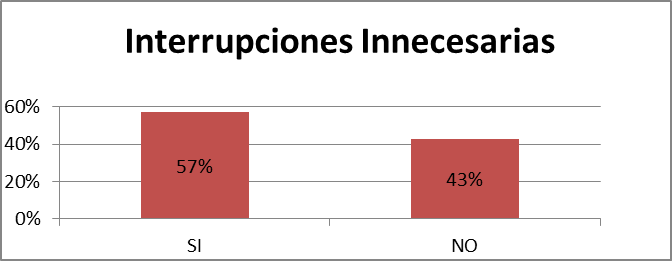 Interrupciones Innecesarias
60%
40%
20%
0%
57%
43%
SI
NO